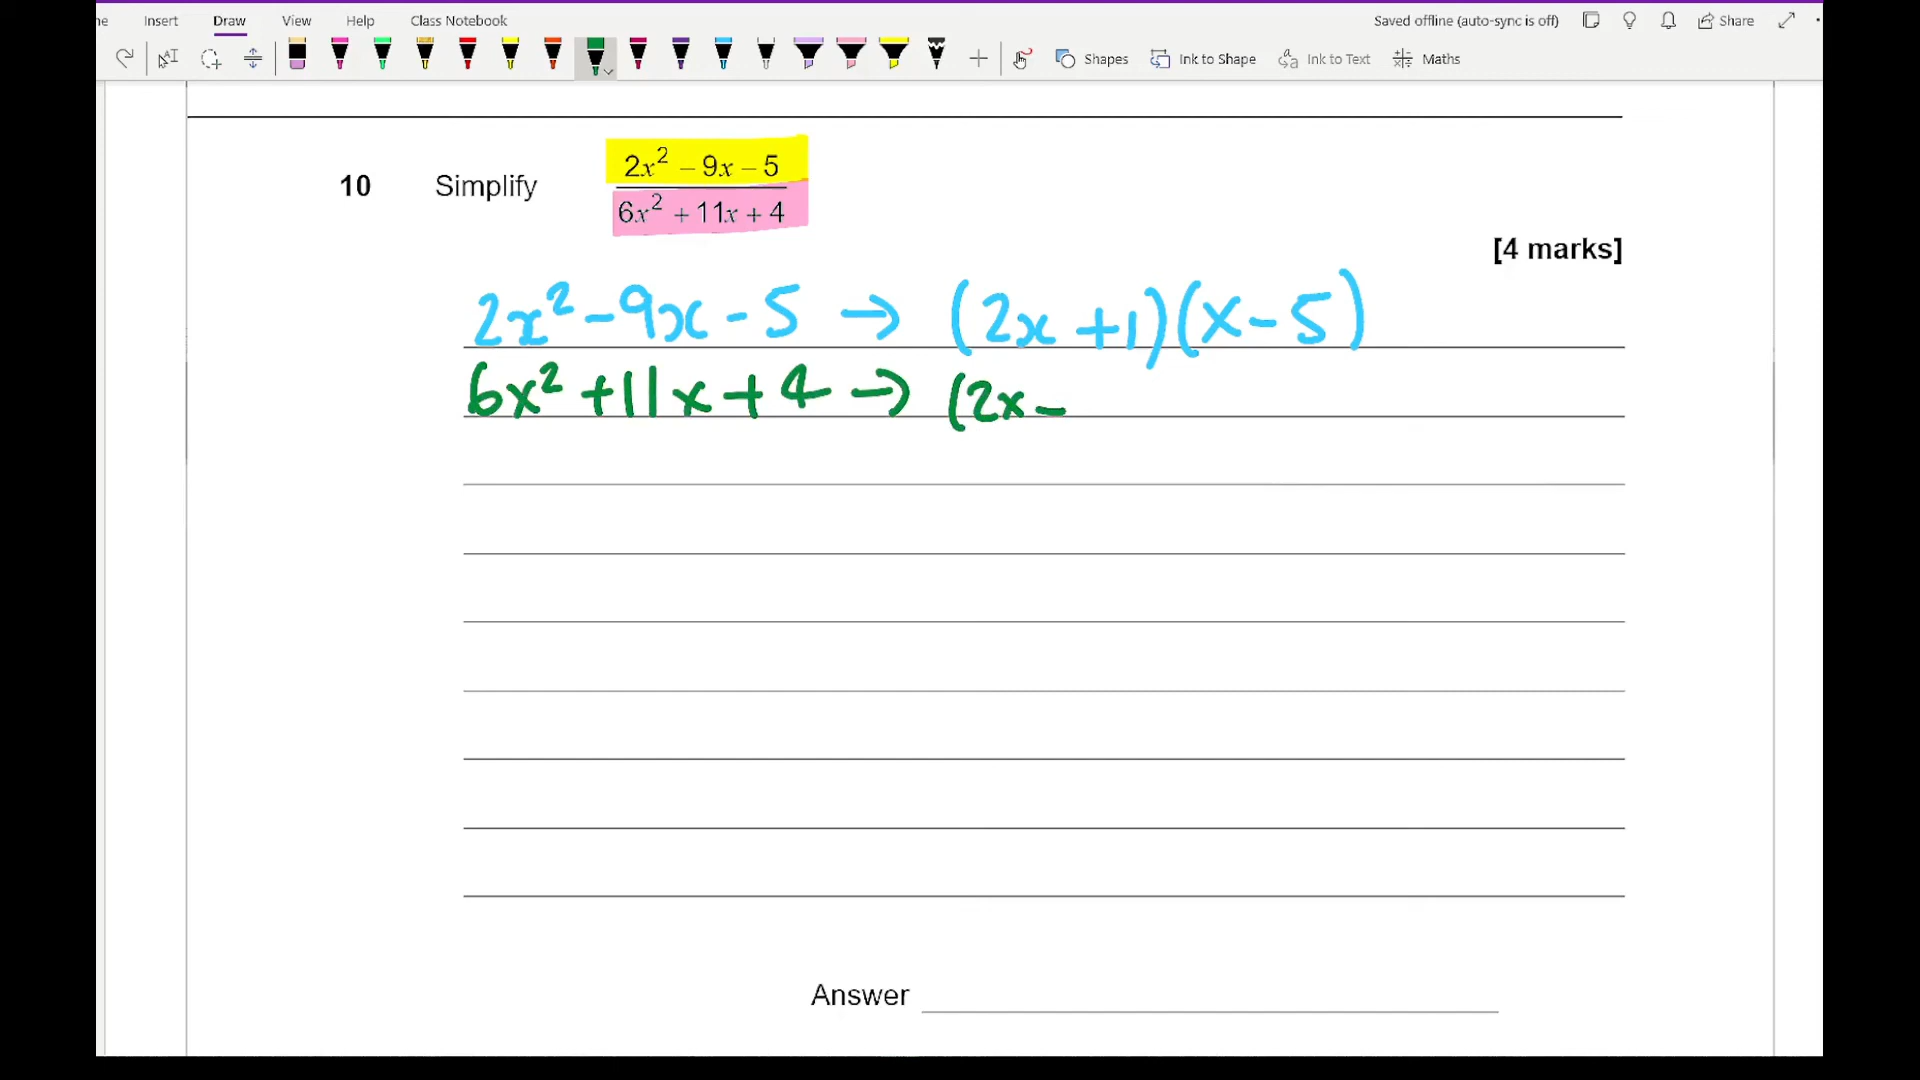 Insert Draw View Help Class Notebook Saved offline (auto-sync is off) Share
Shapes Ink to Shape Ink to Text Maths
10 Simplify 2x² – 9x – 5
6x² + 11x + 4
[4 marks]
2x² - 9x - 5 → (2x + 1)(x - 5)
6x² + 11x + 4 → (2x -
Answer